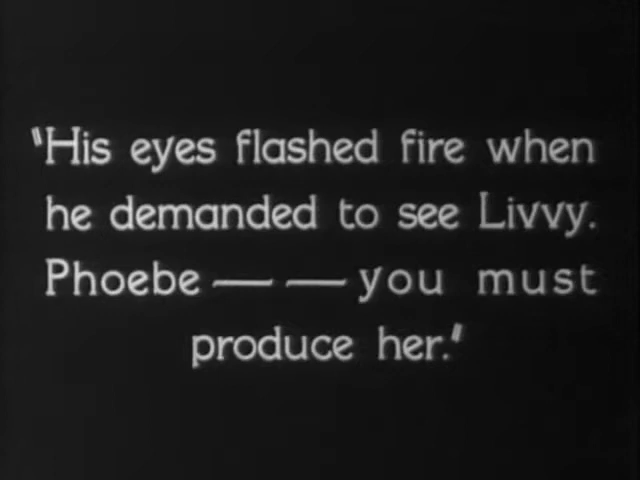 "His eyes flashed fire when
he demanded to see Livvy.
Phoebe — — you must
produce her."